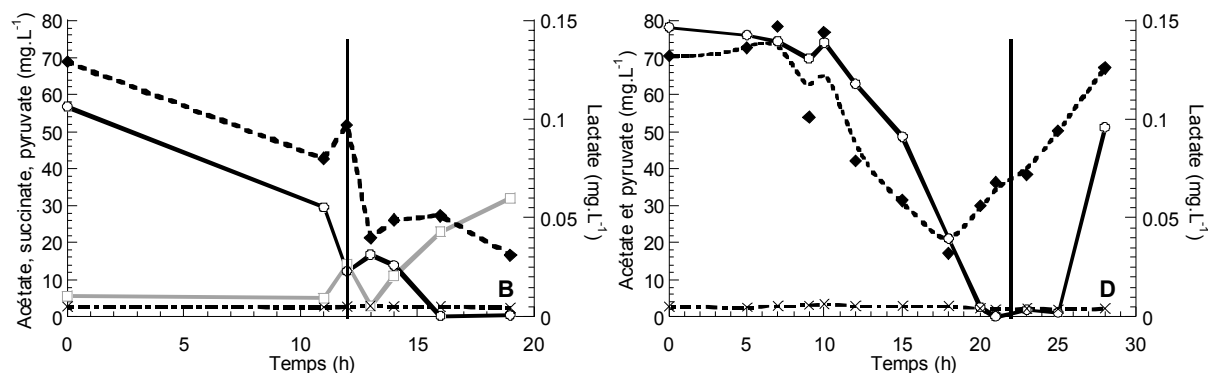 80
70
60
50
40
30
20
10
0
Acétate, succinate, pyruvate (mg.L-1)
0.15
0.1
0.05
0
Lactate (mg.L-1)
B
0 5 10 15 20
Temps (h)
80
70
60
50
40
30
20
10
0
Acétate et pyruvate (mg.L-1)
0.15
0.1
0.05
0
Lactate (mg.L-1)
D
0 5 10 15 20 25 30
Temps (h)